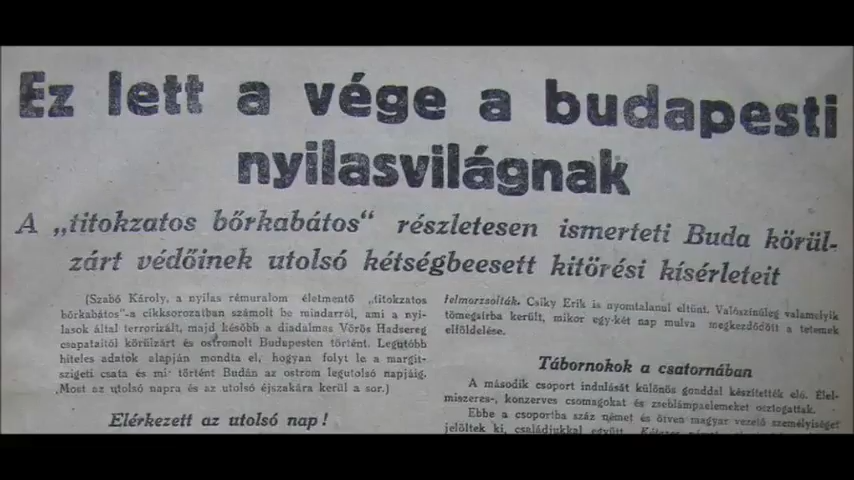 Ez lett a vége a budapesti
nyilasvilágnak
A „titokzatos bőrkabátos“ részletesen ismerteti Buda körül-
zárt védőinek utolsó kétségbeesett kitörési kísérleteit
(Szabó Károly, a nyilas rémuralom életmentő „titokzatos
bőrkabátos"-a cikksorozatban számolt be mindarról, ami a nyi-
lasok által terrorizált, majd később a diadalmas Vörös Hadsereg
csapataitól körülzárt és ostromolt Budapesten történt. Legutóbb
hiteles adatok alapján mondta el, hogyan folyt le a margit-
szigeti csata és mi történt Budán az ostrom legutolsó napjáig.
Most az utolsó napra és az utolsó éjszakára kerül a sor.)
Elérkezett az utolsó nap!
felmorzsolták. Csiky Erik is nyomtalanul eltünt. Valószinüleg valamelyik
tömegsirba került, mikor egy-két nap mulva megkezdődött a tetemek
elföldelése.
Tábornokok a csatornában
A második csoport indulását különös gonddal készitették elő. Élel-
miszeres-, konzerves csomagokat és zseblámpaelemeket osztogattak.
Ebbe a csoportba száz német és ötven magyar vezető személyiséget
jelöltek ki, családjukkal együtt.